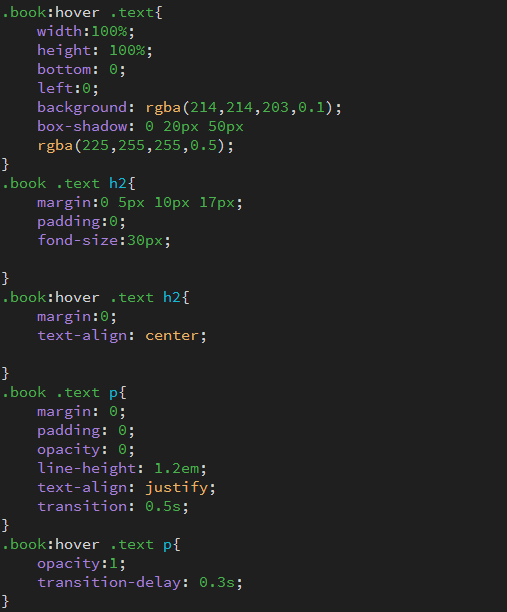 .book:hover .text{
    width:100%;
    height: 100%;
    bottom: 0;
    left:0;
    background: rgba(214,214,203,0.1);
    box-shadow: 0 20px 50px
    rgba(225,255,255,0.5);
}
.book .text h2{
    margin:0 5px 10px 17px;
    padding:0;
    fond-size:30px;

}
.book:hover .text h2{
    margin:0;
    text-align: center;

}
.book .text p{
    margin: 0;
    padding: 0;
    opacity: 0;
    line-height: 1.2em;
    text-align: justify;
    transition: 0.5s;
}
.book:hover .text p{
    opacity:1;
    transition-delay: 0.3s;
}